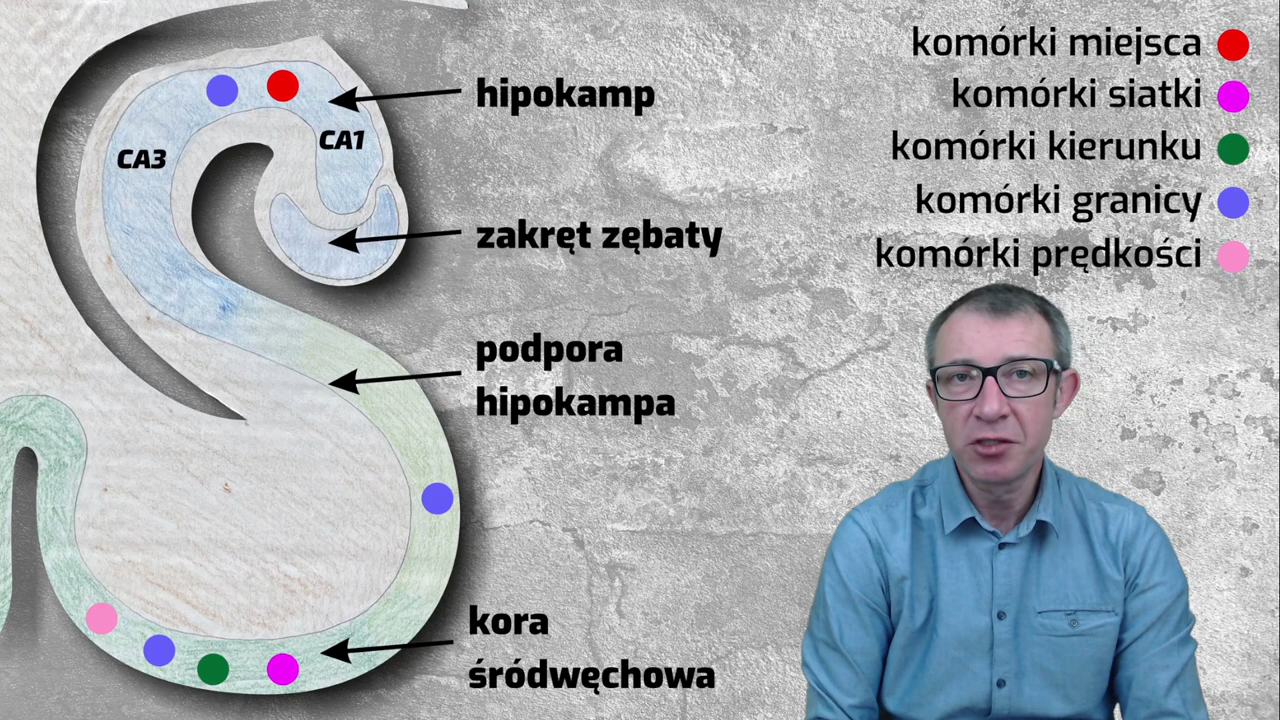 komórki miejsca
komórki siatki
komórki kierunku
komórki granicy
komórki prędkości
hipokamp
CA1
CA3
zakręt zębaty
podpora
hipokampa
kora
śródwęchowa